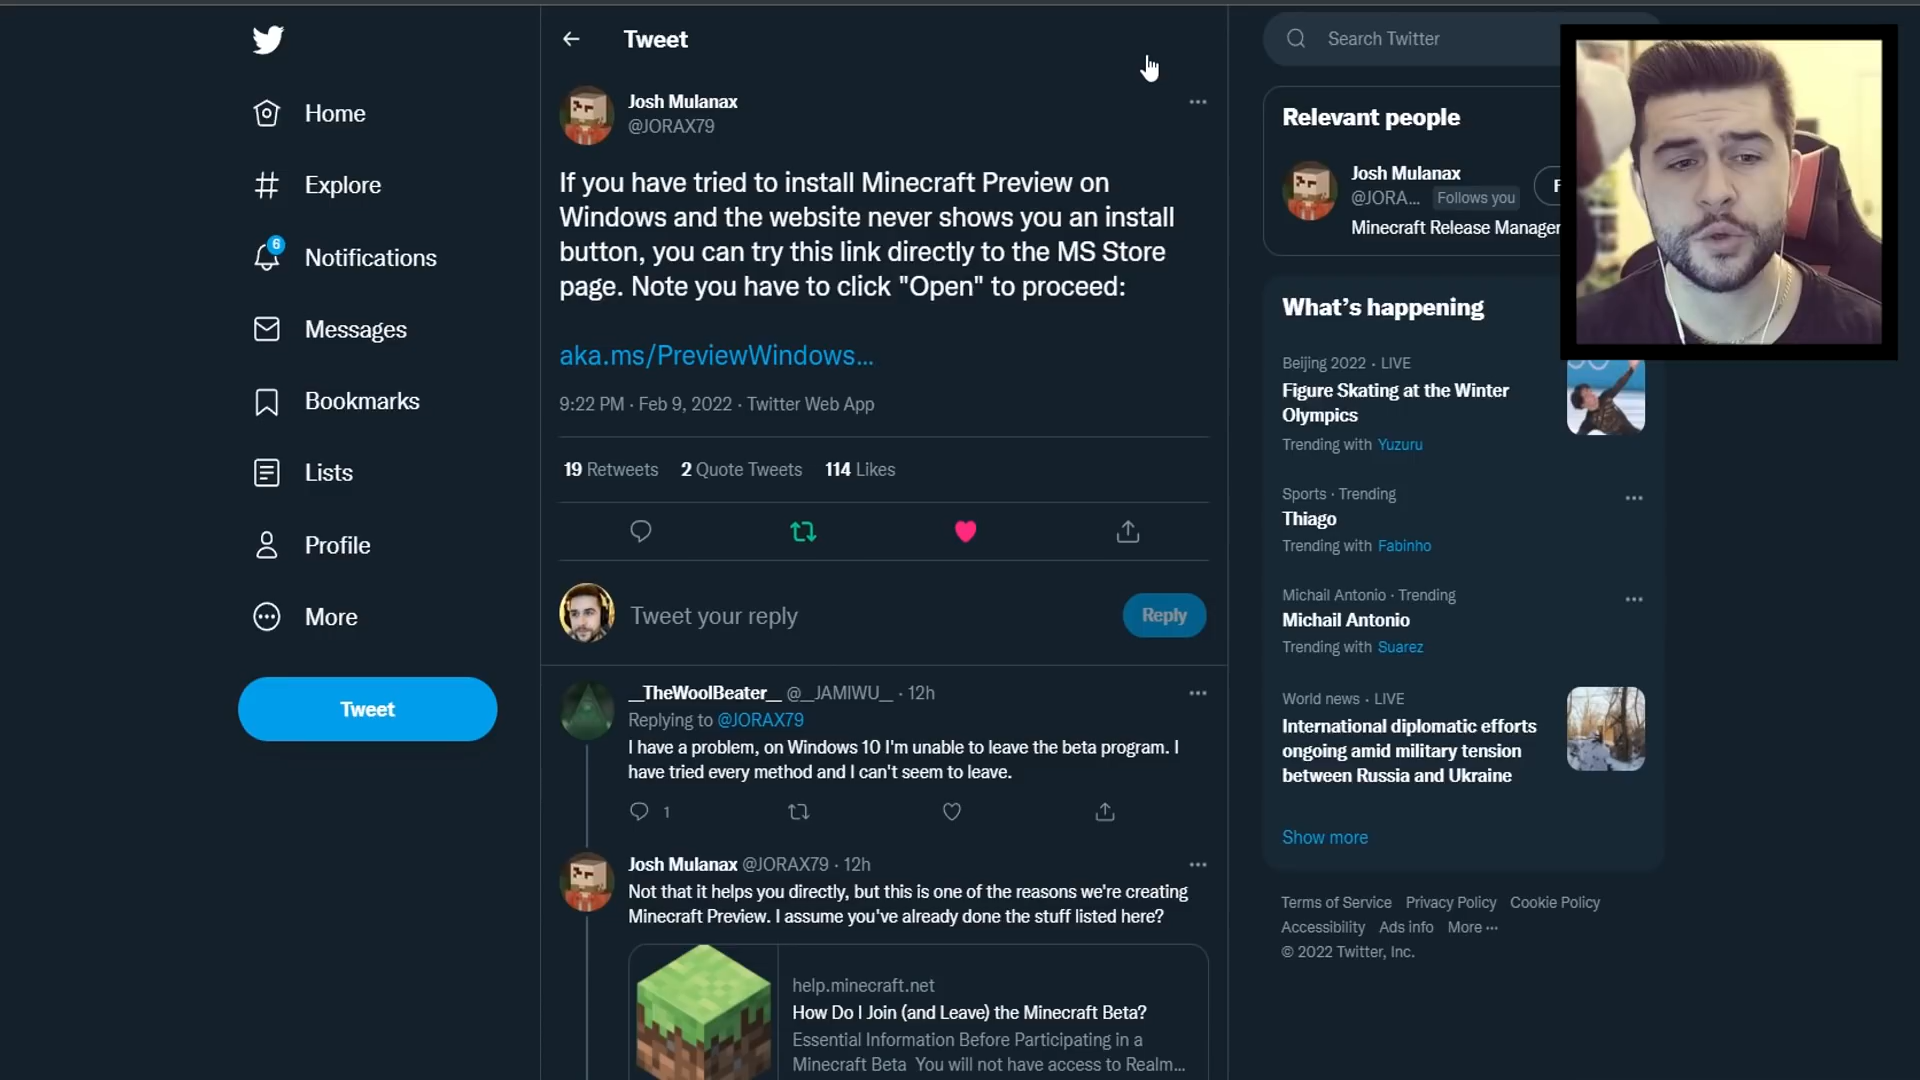 Home
Explore
6
Notifications
Messages
Bookmarks
Lists
Profile
More
Tweet
Tweet
Josh Mulanax
@JORAX79
If you have tried to install Minecraft Preview on
Windows and the website never shows you an install
button, you can try this link directly to the MS Store
page. Note you have to click "Open" to proceed:
aka.ms/PreviewWindows...
9:22 PM · Feb 9, 2022 · Twitter Web App
19 Retweets 2 Quote Tweets 114 Likes
Tweet your reply
Reply
__TheWoolBeater__ @__JAMIWU__ · 12h
Replying to @JORAX79
I have a problem, on Windows 10 I'm unable to leave the beta program. I
have tried every method and I can't seem to leave.
1
Josh Mulanax @JORAX79 · 12h
Not that it helps you directly, but this is one of the reasons we're creating
Minecraft Preview. I assume you've already done the stuff listed here?
help.minecraft.net
How Do I Join (and Leave) the Minecraft Beta?
Essential Information Before Participating in a
Minecraft Beta You will not have access to Realm...
Search Twitter
Relevant people
Josh Mulanax
@JORA... Follows you
F
Minecraft Release Manager
What's happening
Beijing 2022 · LIVE
Figure Skating at the Winter
Olympics
Trending with Yuzuru
Sports · Trending
Thiago
Trending with Fabinho
Michail Antonio · Trending
Michail Antonio
Trending with Suarez
World news · LIVE
International diplomatic efforts
ongoing amid military tension
between Russia and Ukraine
Show more
Terms of Service Privacy Policy Cookie Policy
Accessibility Ads info More ···
© 2022 Twitter, Inc.